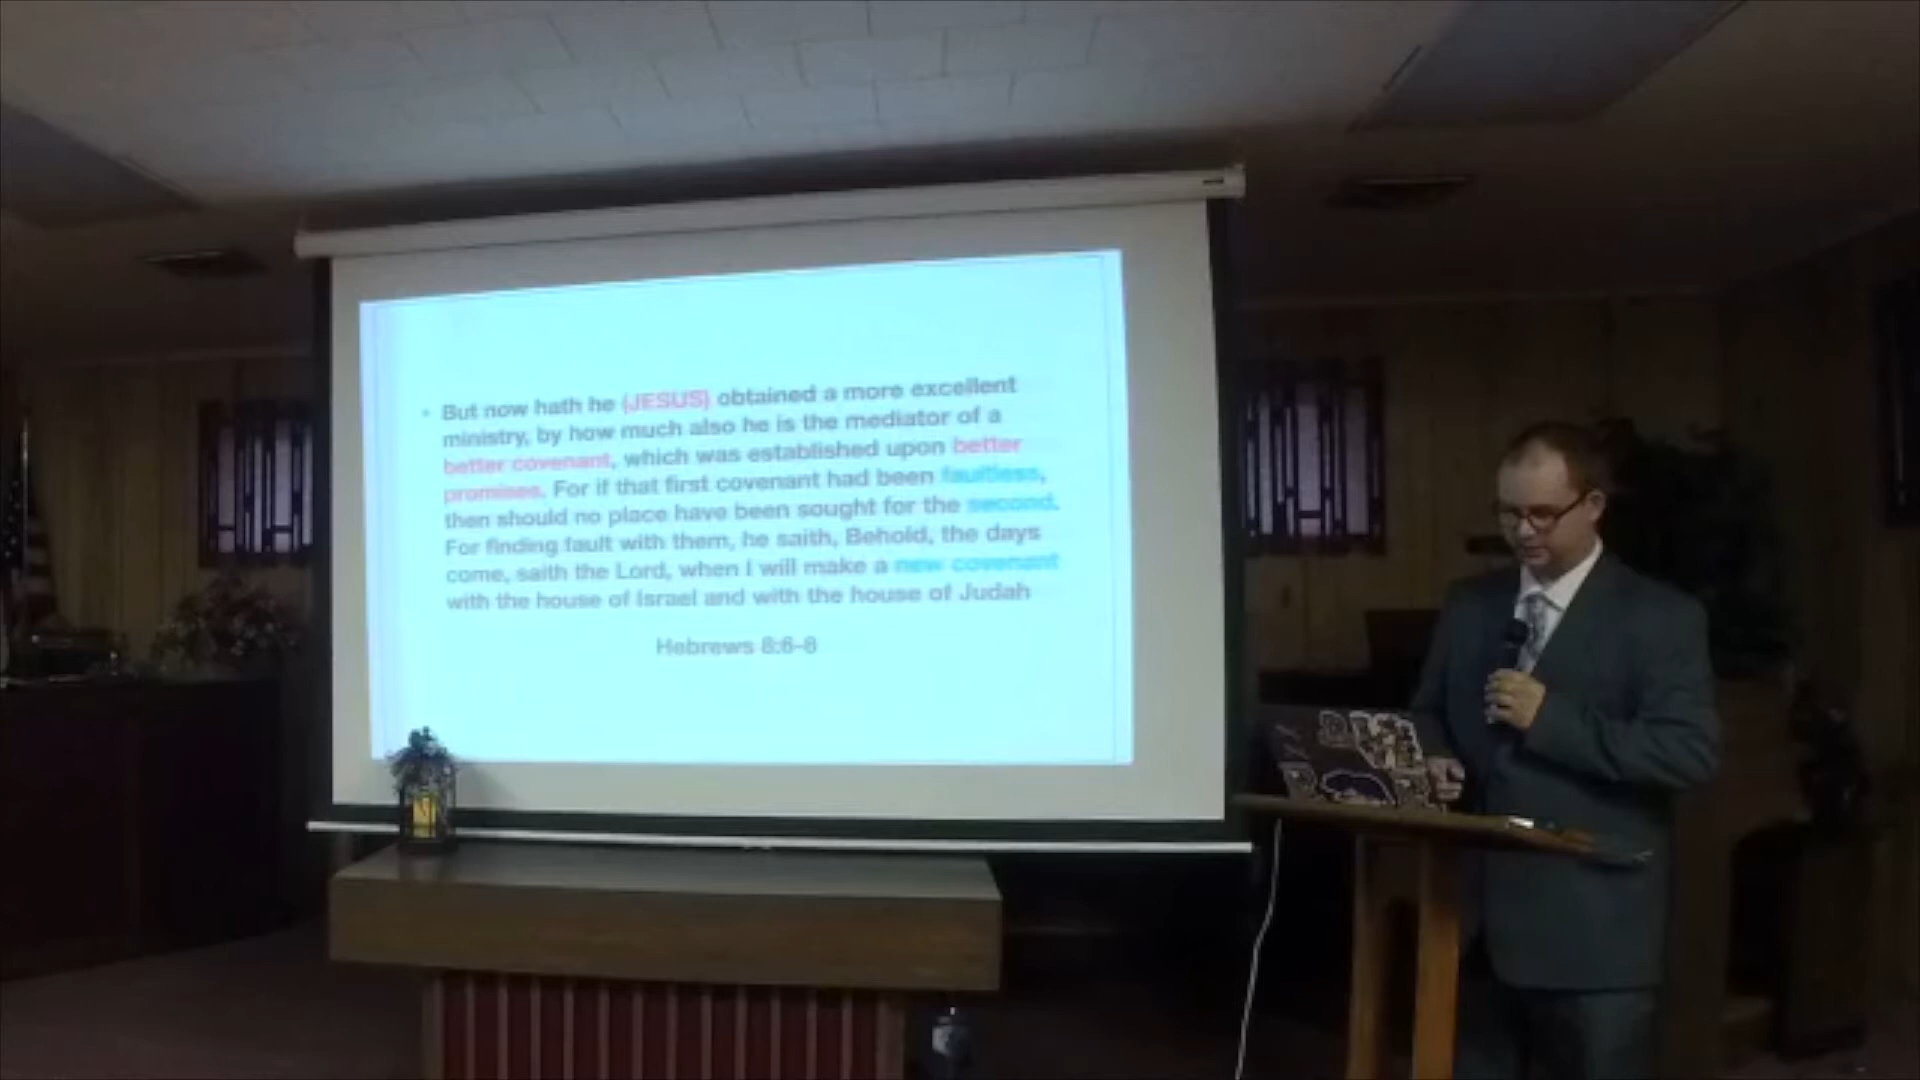 • But now hath he (JESUS) obtained a more excellent
ministry, by how much also he is the mediator of a
better covenant, which was established upon better
promises. For if that first covenant had been faultless,
then should no place have been sought for the second.
For finding fault with them, he saith, Behold, the days
come, saith the Lord, when I will make a new covenant
with the house of Israel and with the house of Judah
Hebrews 8:6-8